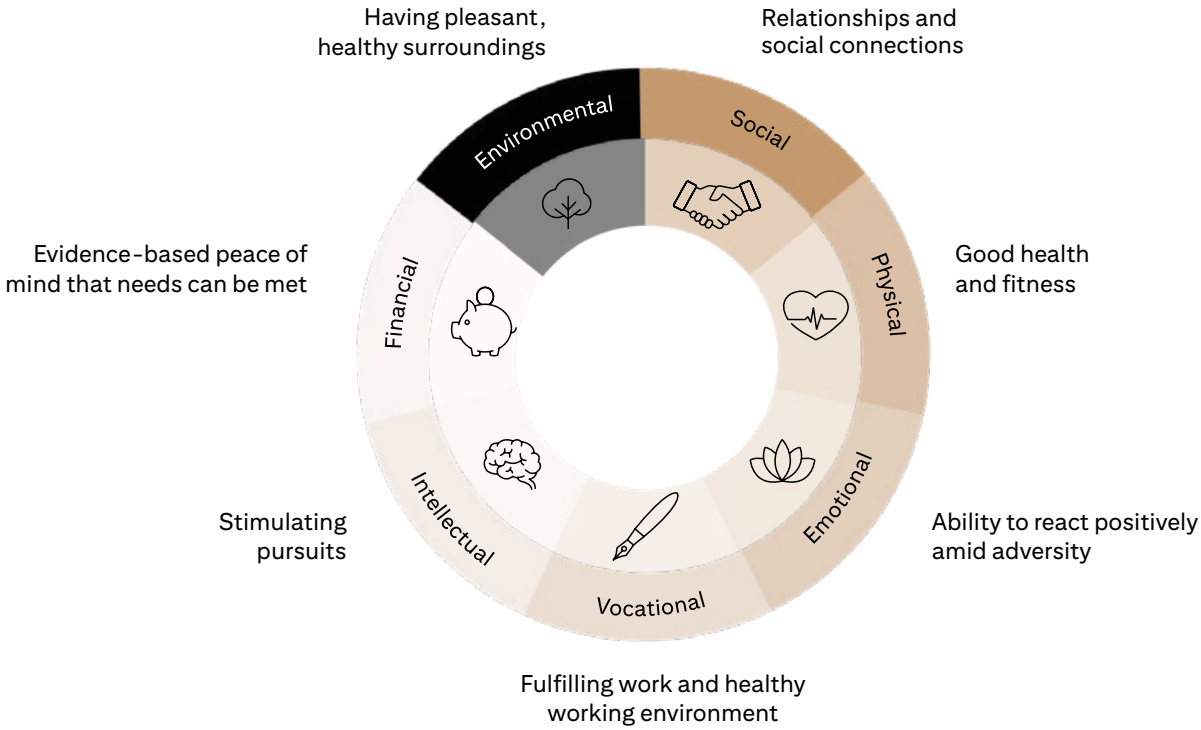 Having pleasant,
healthy surroundings
Relationships and
social connections
Environmental
Social
Evidence-based peace of
mind that needs can be met
Financial
Physical
Good health
and fitness
Stimulating
pursuits
Intellectual
Emotional
Ability to react positively
amid adversity
Vocational
Fulfilling work and healthy
working environment